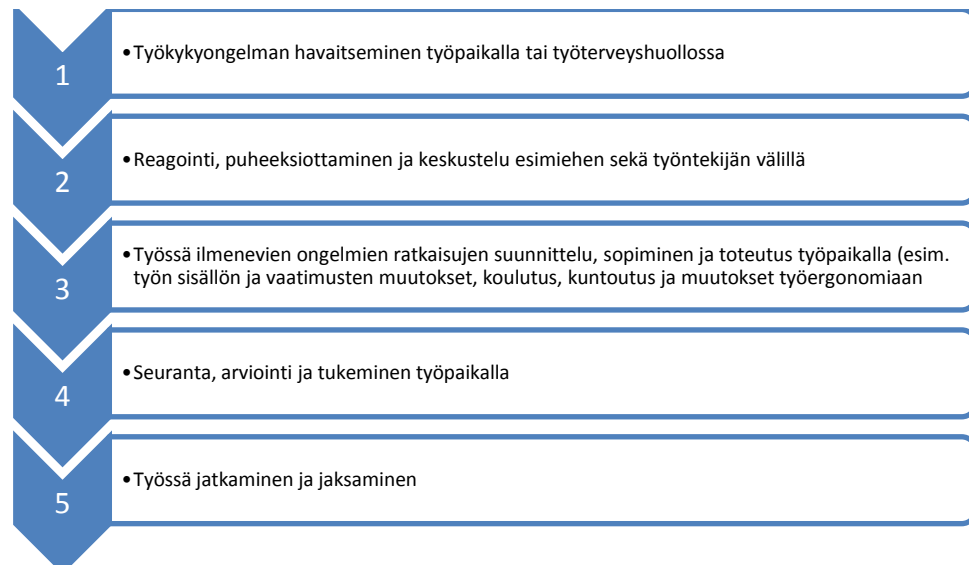 1
•Työkykyongelman havaitseminen työpaikalla tai työterveyshuollossa
2
•Reagointi, puheeksiottaminen ja keskustelu esimiehen sekä työntekijän välillä
3
•Työssä ilmenevien ongelmien ratkaisujen suunnittelu, sopiminen ja toteutus työpaikalla (esim.
työn sisällön ja vaatimusten muutokset, koulutus, kuntoutus ja muutokset työergonomiaan
4
•Seuranta, arviointi ja tukeminen työpaikalla
5
•Työssä jatkaminen ja jaksaminen